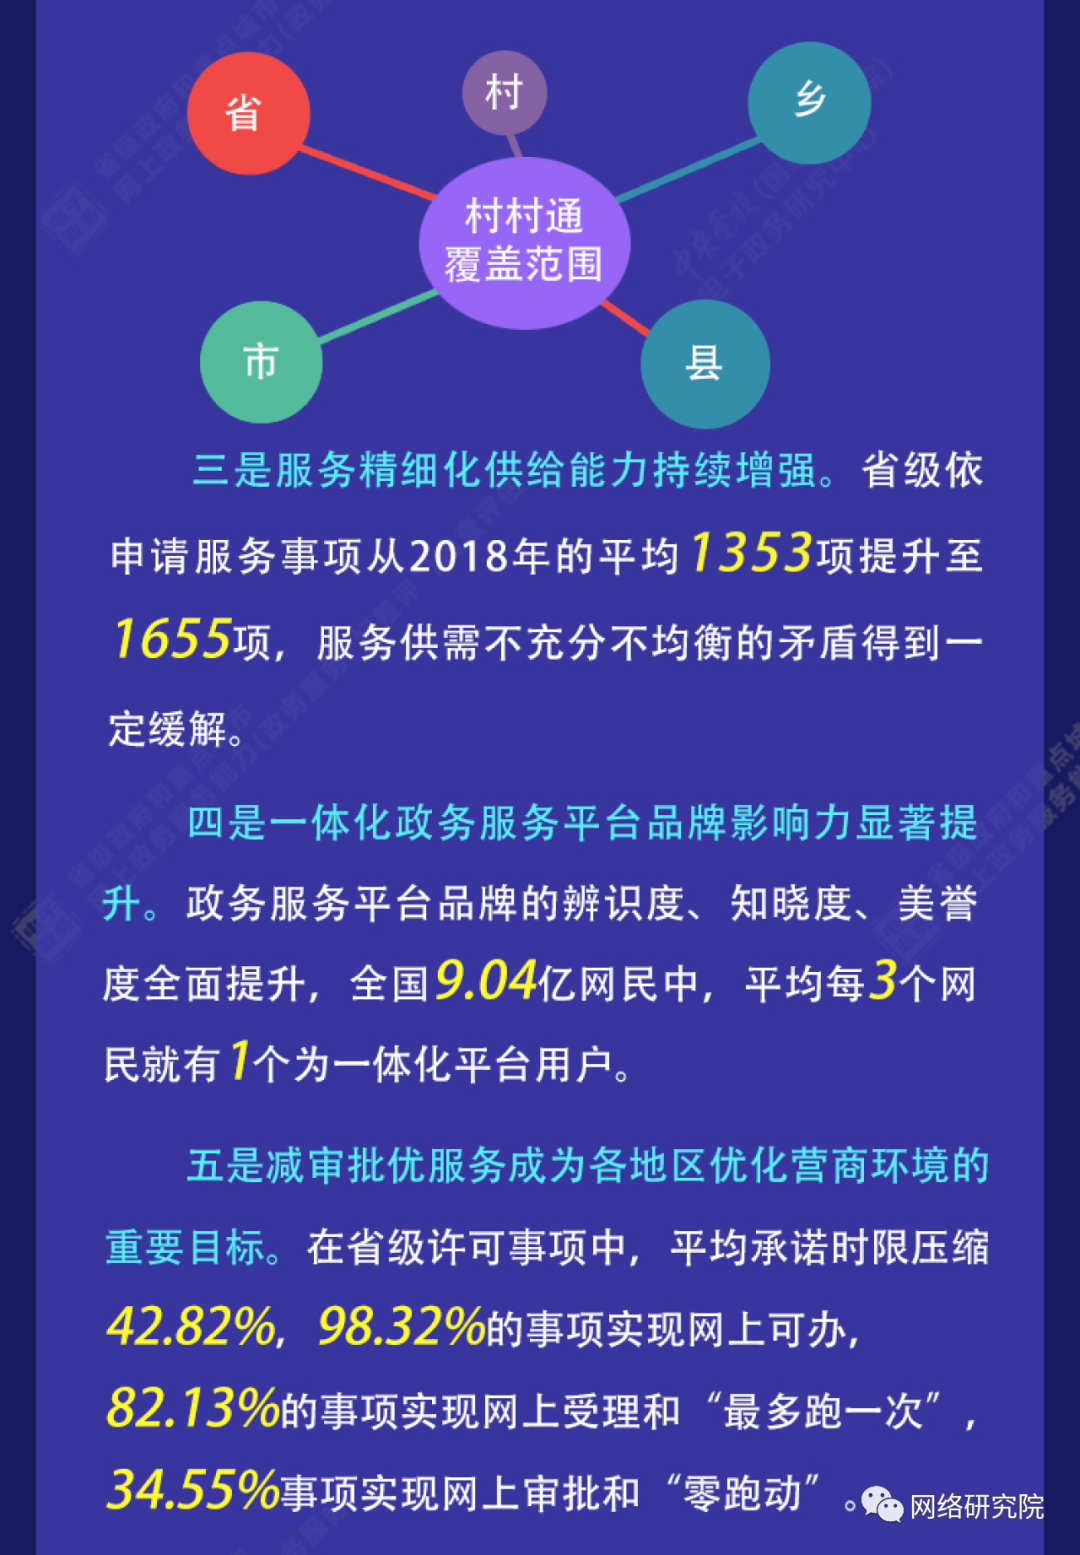 省
村
乡
村村通
覆盖范围
市
县
三是服务精细化供给能力持续增强。省级依
申请服务事项从2018年的平均1353项提升至
1655项，服务供需不充分不均衡的矛盾得到一
定缓解。
四是一体化政务服务平台品牌影响力显著提
升。政务服务平台品牌的辨识度、知晓度、美誉
度全面提升，全国9.04亿网民中，平均每3个网
民就有1个为一体化平台用户。
五是减审批优服务成为各地区优化营商环境的
重要目标。在省级许可事项中，平均承诺时限压缩
42.82%，98.32%的事项实现网上可办，
82.13%的事项实现网上受理和“最多跑一次”，
34.55%事项实现网上审批和“零跑动”。
网络研究院